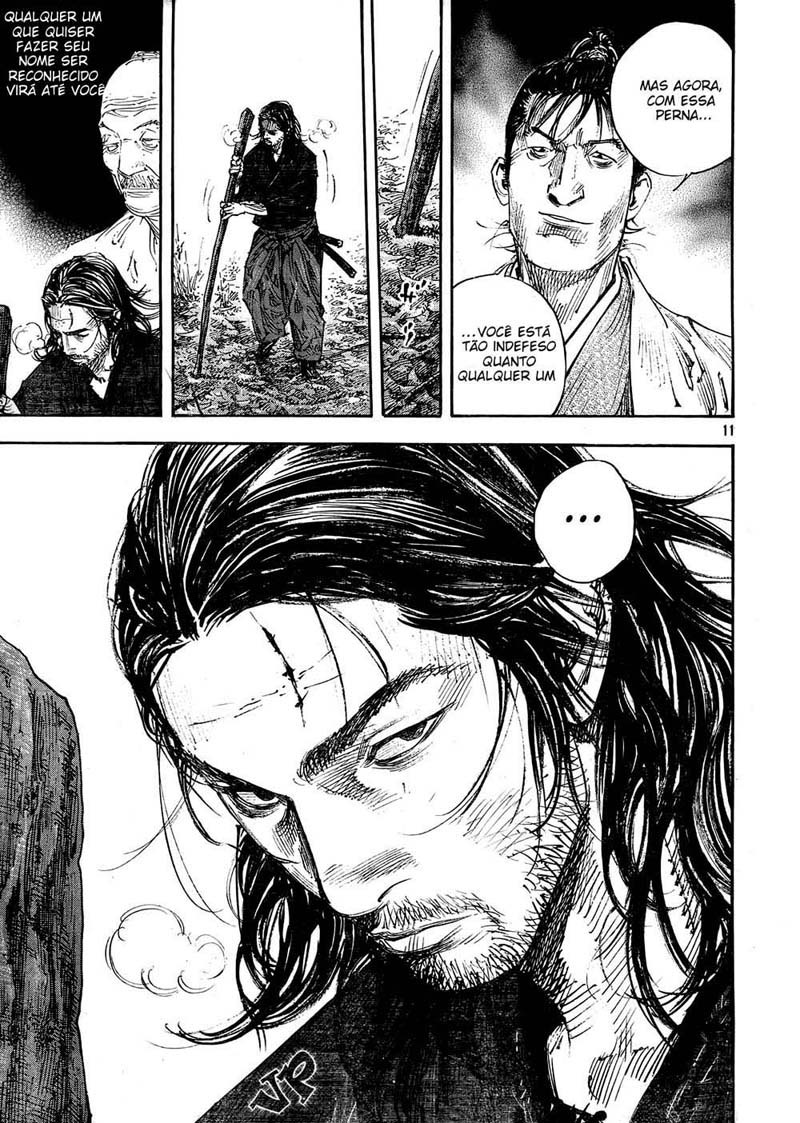 MAS AGORA,
COM ESSA
PERNA...
...VOCÊ ESTÁ
TÃO INDEFESO
QUANTO
QUALQUER UM
QUALQUER UM
QUE QUISER
FAZER SEU
NOME SER
RECONHECIDO
VIRÁ ATÉ VOCÊ
11
...